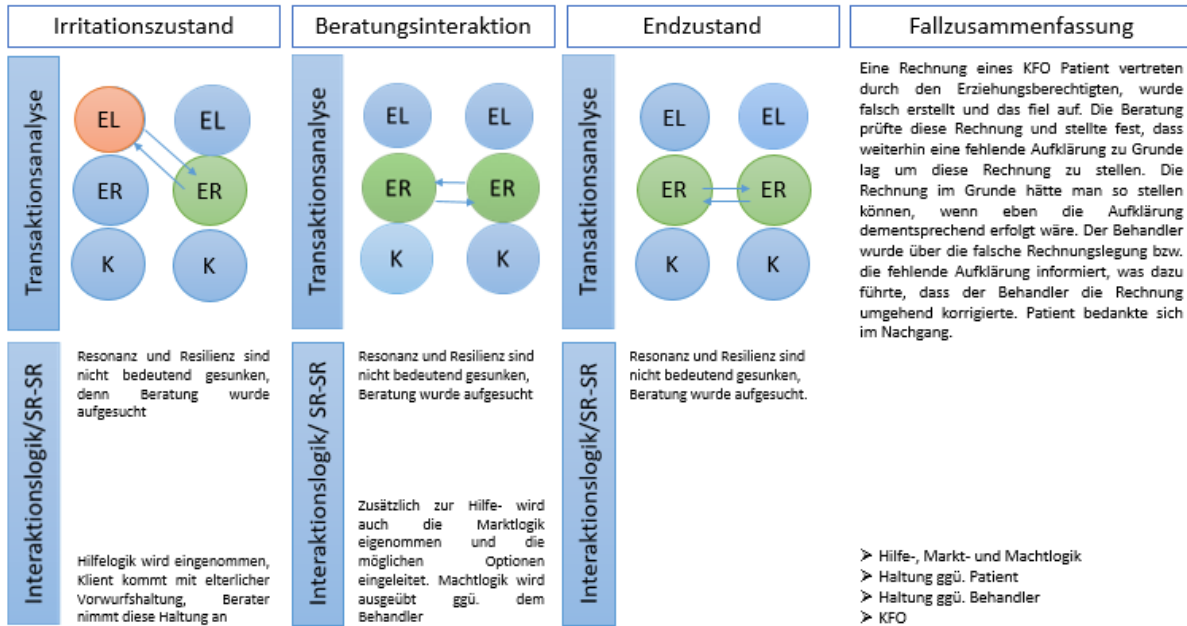 Irritationszustand
Transaktionsanalyse
EL
EL
ER
ER
K
K
Interaktionslogik/SR-SR
Resonanz und Resilienz sind
nicht bedeutend gesunken,
denn Beratung wurde
aufgesucht
Hilfelogik wird eingenommen,
Klient kommt mit elterlicher
Vorwurfshaltung, Berater
nimmt diese Haltung an
Beratungsinteraktion
Transaktionsanalyse
EL
EL
ER
ER
K
K
Interaktionslogik/ SR-SR
Resonanz und Resilienz sind
nicht bedeutend gesunken,
Beratung wurde aufgesucht
Zusätzlich zur Hilfe- wird
auch die Marktlogik
eigenommen und die
möglichen Optionen
eingeleitet. Machtlogik wird
ausgeübt ggü. dem
Behandler
Endzustand
Transaktionsanalyse
EL
EL
ER
ER
K
K
Interaktionslogik/SR-SR
Resonanz und Resilienz sind
nicht bedeutend gesunken,
Beratung wurde aufgesucht.
Fallzusammenfassung
Eine Rechnung eines KFO Patient vertreten
durch den Erziehungsberechtigten, wurde
falsch erstellt und das fiel auf. Die Beratung
prüfte diese Rechnung und stellte fest, dass
weiterhin eine fehlende Aufklärung zu Grunde
lag um diese Rechnung zu stellen. Die
Rechnung im Grunde hätte man so stellen
können, wenn eben die Aufklärung
dementsprechend erfolgt wäre. Der Behandler
wurde über die falsche Rechnungslegung bzw.
die fehlende Aufklärung informiert, was dazu
führte, dass der Behandler die Rechnung
umgehend korrigierte. Patient bedankte sich
im Nachgang.
➤ Hilfe-, Markt- und Machtlogik
➤ Haltung ggü. Patient
➤ Haltung ggü. Behandler
➤ KFO